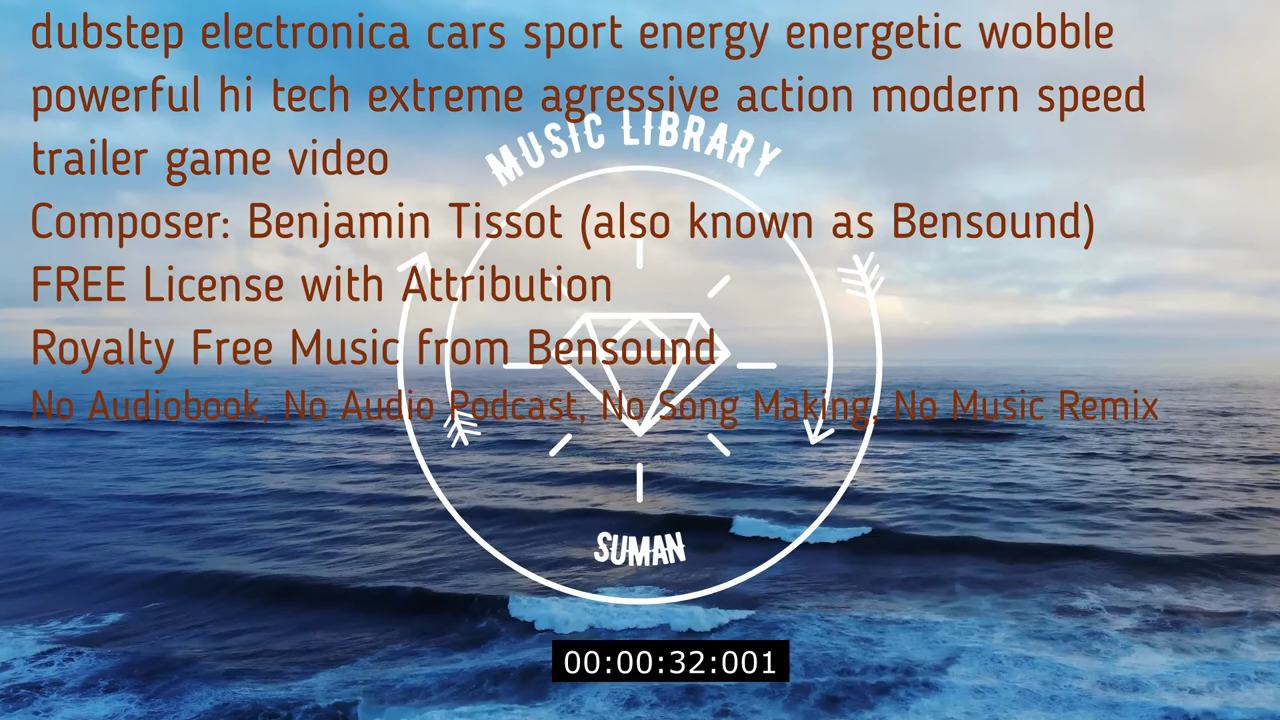 dubstep electronica cars sport energy energetic wobble
powerful hi tech extreme agressive action modern speed
trailer game video
MUSIC LIBRARY
Composer: Benjamin Tissot (also known as Bensound)
FREE License with Attribution
Royalty Free Music from Bensound
No Audiobook, No Audio Podcast, No Song Making, No Music Remix
SUMAN
00:00:32:001